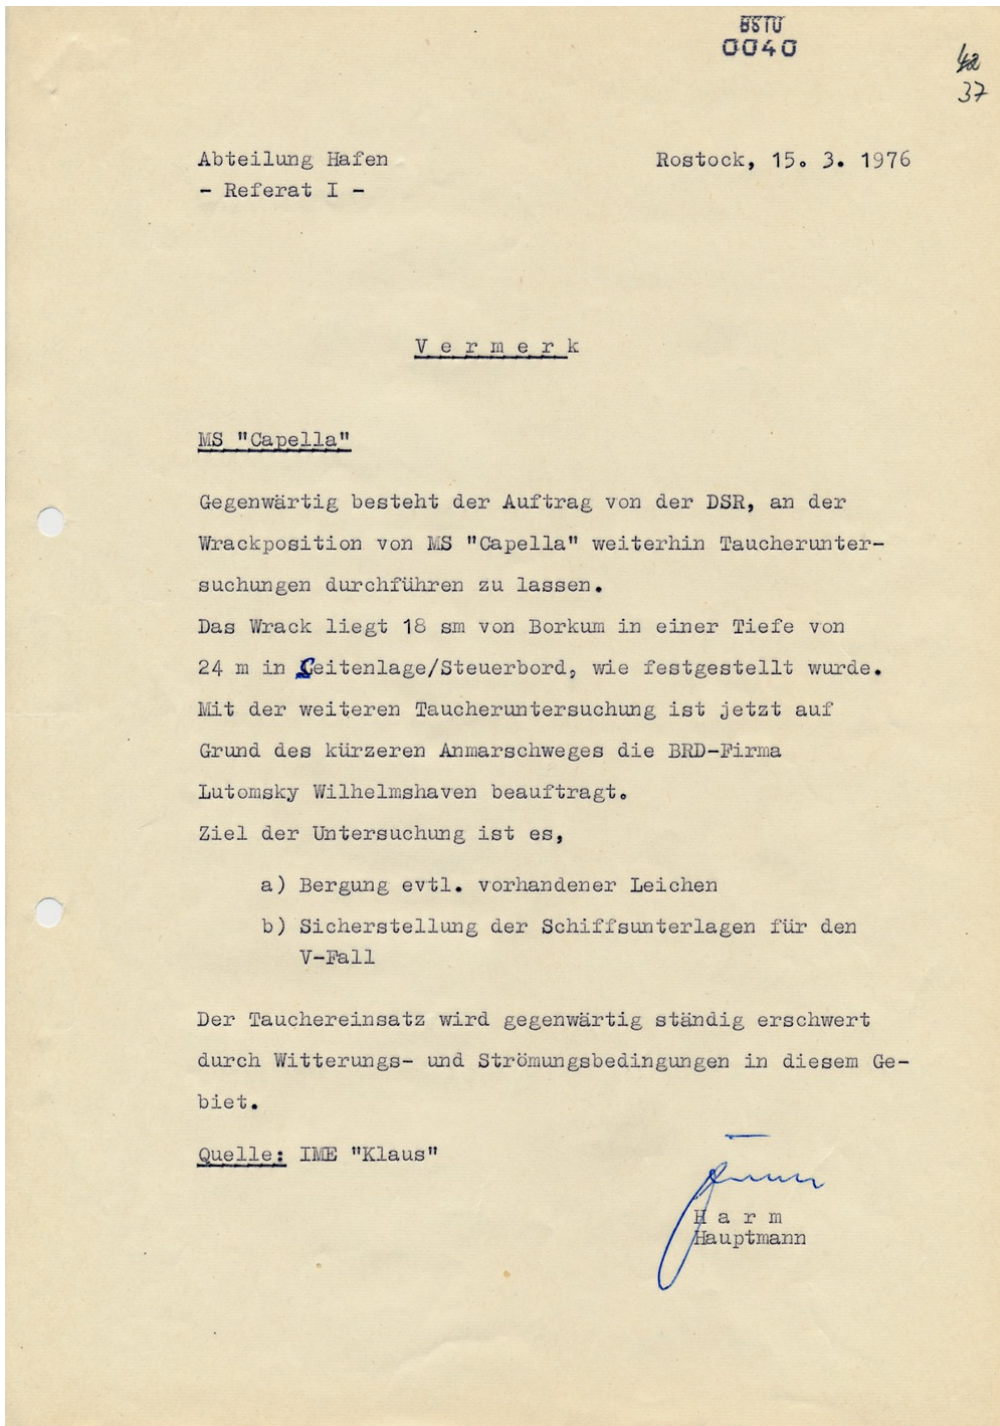 BStU
0040
42
37
Abteilung Hafen
Rostock, 15. 3. 1976
- Referat I -
V e r m e r k
MS "Capella"
Gegenwärtig besteht der Auftrag von der DSR, an der
Wrackposition von MS "Capella" weiterhin Taucherunter-
suchungen durchführen zu lassen.
Das Wrack liegt 18 sm von Borkum in einer Tiefe von
24 m in Seitenlage/Steuerbord, wie festgestellt wurde.
Mit der weiteren Taucheruntersuchung ist jetzt auf
Grund des kürzeren Anmarschweges die BRD-Firma
Lutomsky Wilhelmshaven beauftragt.
Ziel der Untersuchung ist es,
a) Bergung evtl. vorhandener Leichen
b) Sicherstellung der Schiffsunterlagen für den
V-Fall
Der Tauchereinsatz wird gegenwärtig ständig erschwert
durch Witterungs- und Strömungsbedingungen in diesem Ge-
biet.
Quelle: IME "Klaus"
H a r m
Hauptmann